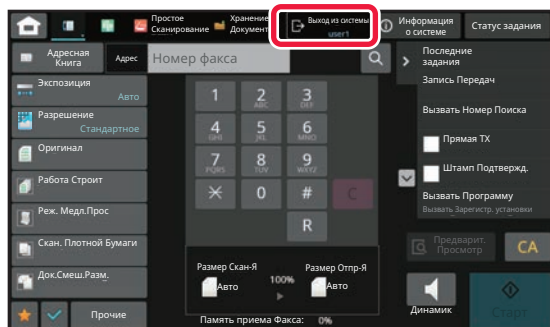 Простое
Сканирование
Хранение
Документ
Выход из системы
user1
Информация
о системе
Статус задания
Адресная
Книга
Адрес
Номер факса
Последние
задания
Экспозиция
Авто
Запись Передач
Разрешение
Стандартное
Вызвать Номер Поиска
Оригинал
Прямая TX
Работа Строит
Штамп Подтвержд.
Реж. Медл.Прос
Вызвать Программу
Вызвать Зарегистр. установки
Скан. Плотной Бумаги
Док.Смеш.Разм.
Прочие
1
2
ABC
3
DEF
4
GHI
5
JKL
6
MNO
7
PQRS
8
TUV
9
WXYZ
0
#
C
R
Размер Скан-Я
Авто
100%
Размер Отпр-Я
Авто
Память приема Факса: 0%
Предварит.
Просмотр
CA
Динамик
Старт